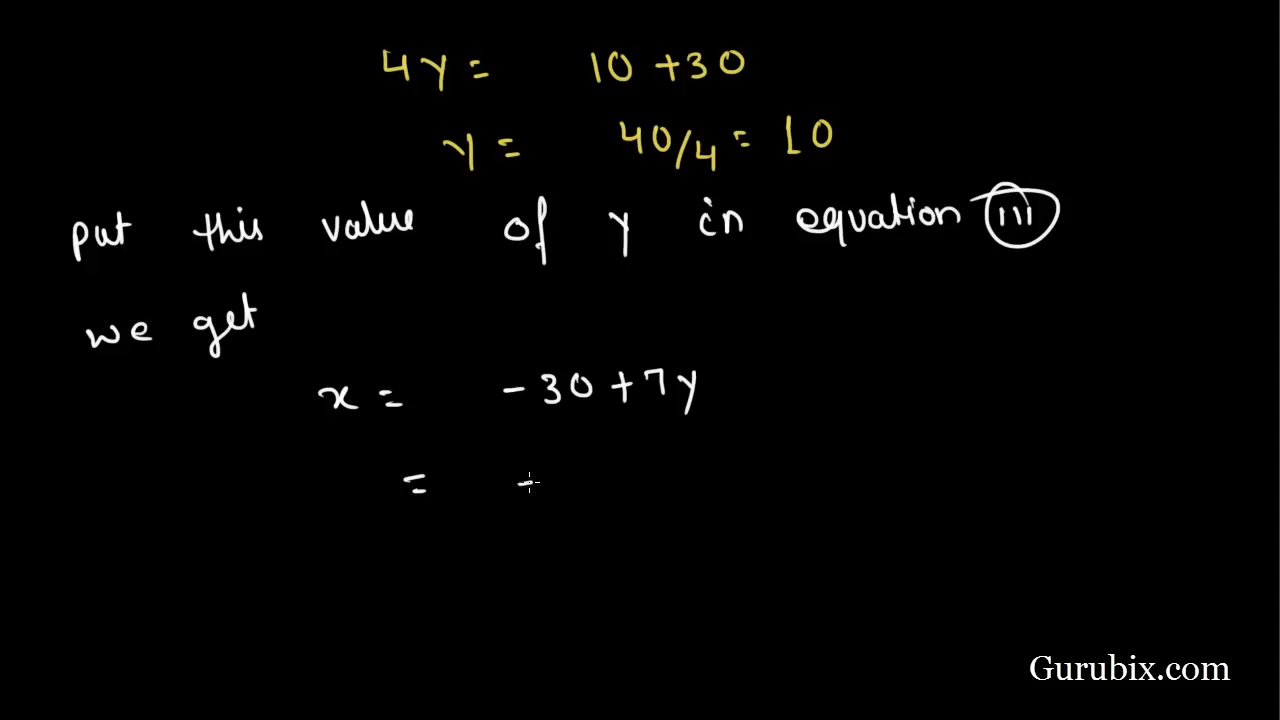 4y = 10 + 30
y = 40/4 = 10
put this value of y in equation (III)
we get
x = - 30 + 7y
= -
Gurubix.com